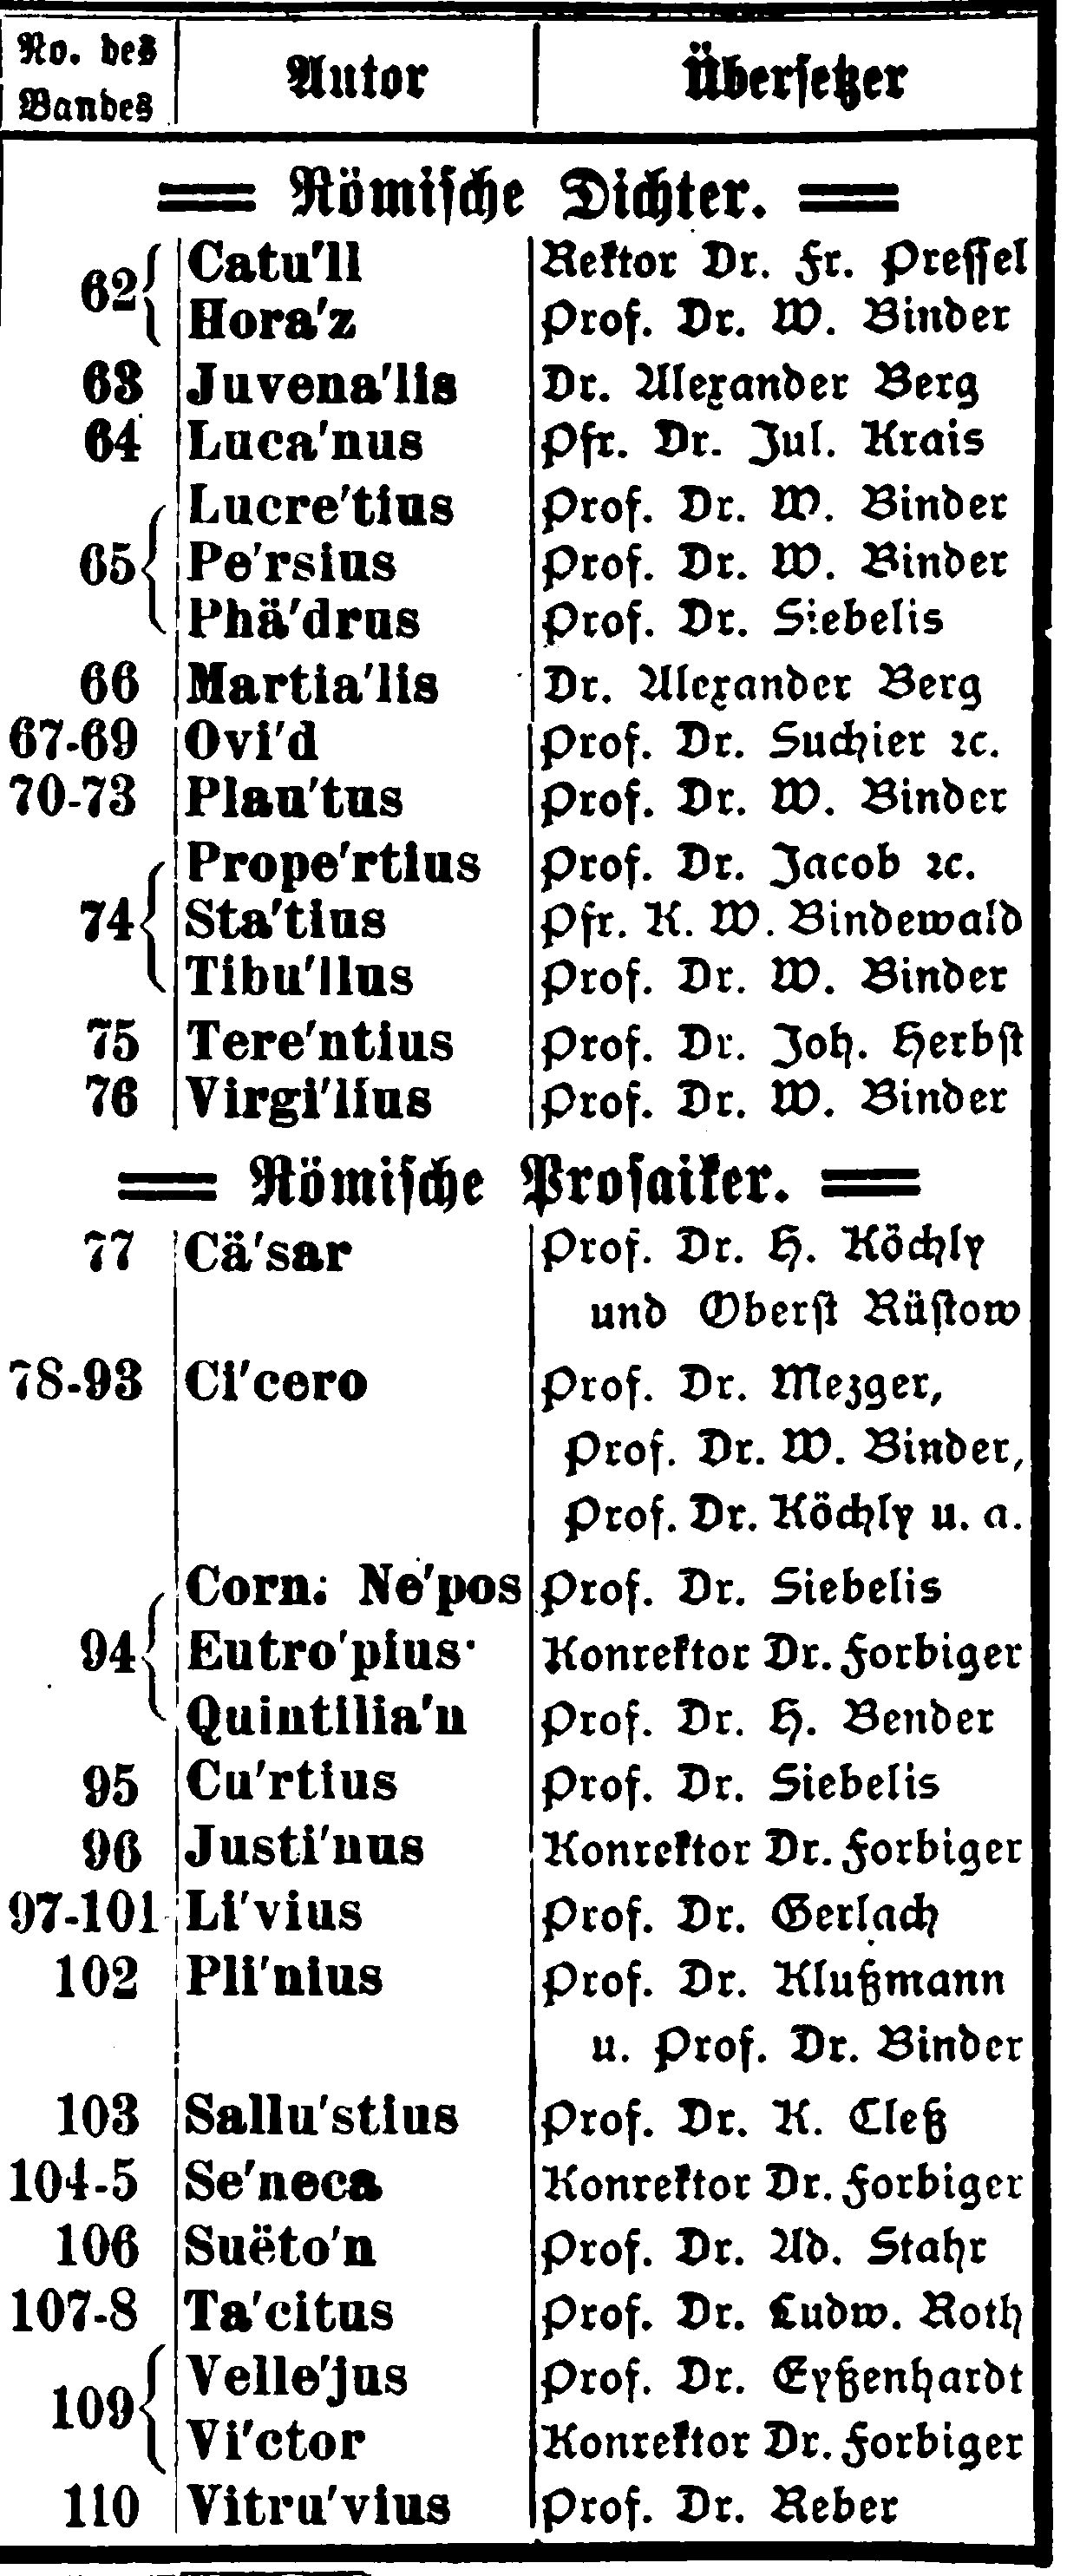 No. des Bandes | Autor | Übersetzer
Römische Dichter.
62 { Catu'll | Rektor Dr. Fr. Pressel
Hora'z | Prof. Dr. W. Binder
63 | Juvena'lis | Dr. Alexander Berg
64 | Luca'nus | Pfr. Dr. Jul. Krais
Lucre'tius | Prof. Dr. W. Binder
65 { Pe'rsius | Prof. Dr. W. Binder
Phä'drus | Prof. Dr. Siebelis
66 | Martia'lis | Dr. Alexander Berg
67-69 | Ovi'd | Prof. Dr. Suchier ꝛc.
70-73 | Plau'tus | Prof. Dr. W. Binder
Prope'rtius | Prof. Dr. Jacob ꝛc.
74 { Sta'tius | Pfr. K. W. Bindewald
Tibu'llus | Prof. Dr. W. Binder
75 | Tere'ntius | Prof. Dr. Joh. Herbst
76 | Virgi'lius | Prof. Dr. W. Binder
Römische Prosaiker.
77 | Cä'sar | Prof. Dr. H. Köchly
und Oberst Rüstow
78-93 | Ci'cero | Prof. Dr. Mezger,
Prof. Dr. W. Binder,
Prof. Dr. Köchly u. a.
Corn. Ne'pos | Prof. Dr. Siebelis
94 { Eutro'pius | Konrektor Dr. Forbiger
Quintilia'n | Prof. Dr. H. Bender
95 | Cu'rtius | Prof. Dr. Siebelis
96 | Justi'nus | Konrektor Dr. Forbiger
97-101 | Li'vius | Prof. Dr. Gerlach
102 | Pli'nius | Prof. Dr. Klußmann
u. Prof. Dr. Binder
103 | Sallu'stius | Prof. Dr. K. Cleß
104-5 | Se'neca | Konrektor Dr. Forbiger
106 | Suëto'n | Prof. Dr. Ad. Stahr
107-8 | Ta'citus | Prof. Dr. Ludw. Roth
109 { Velle'jus | Prof. Dr. Eyßenhardt
Vi'ctor | Konrektor Dr. Forbiger
110 | Vitru'vius | Prof. Dr. Reber